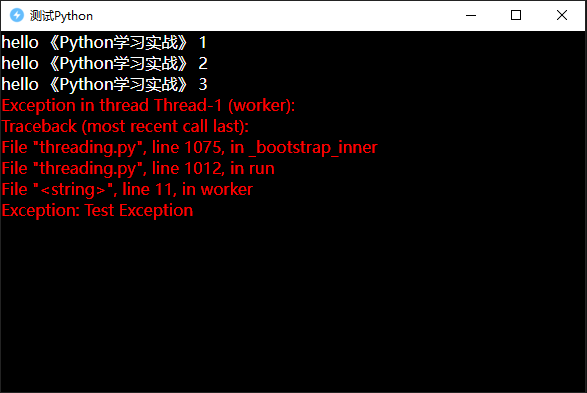 测试Python
hello 《Python学习实战》 1
hello 《Python学习实战》 2
hello 《Python学习实战》 3
Exception in thread Thread-1 (worker):
Traceback (most recent call last):
File "threading.py", line 1075, in _bootstrap_inner
File "threading.py", line 1012, in run
File "<string>", line 11, in worker
Exception: Test Exception